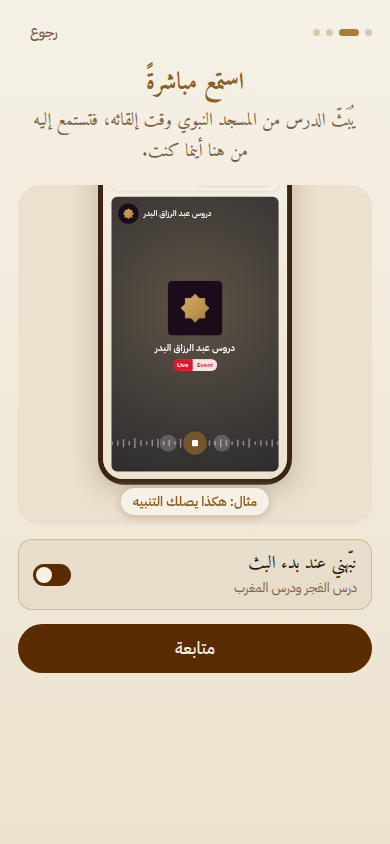 رجوع
استمع مباشرةً
يُبَثّ الدرس من المسجد النبوي وقت إلقائه، فتستمع إليه
من هنا أينما كنت.
دروس عبد الرزاق البدر
دروس عبد الرزاق البدر
Live Event
مثال: هكذا يصلك التنبيه
نبّهني عند بدء البث
درس الفجر ودرس المغرب
متابعة